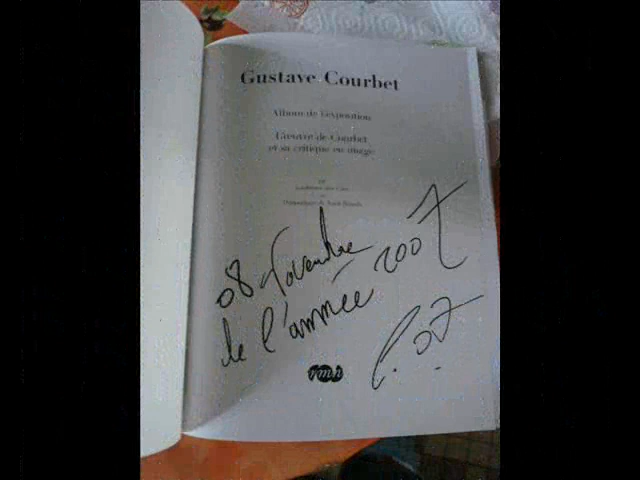 Gustave Courbet
Album de l'exposition
L'œuvre de Courbet
et sa critique en image
08 Novembre
de l'année 2007
rmn